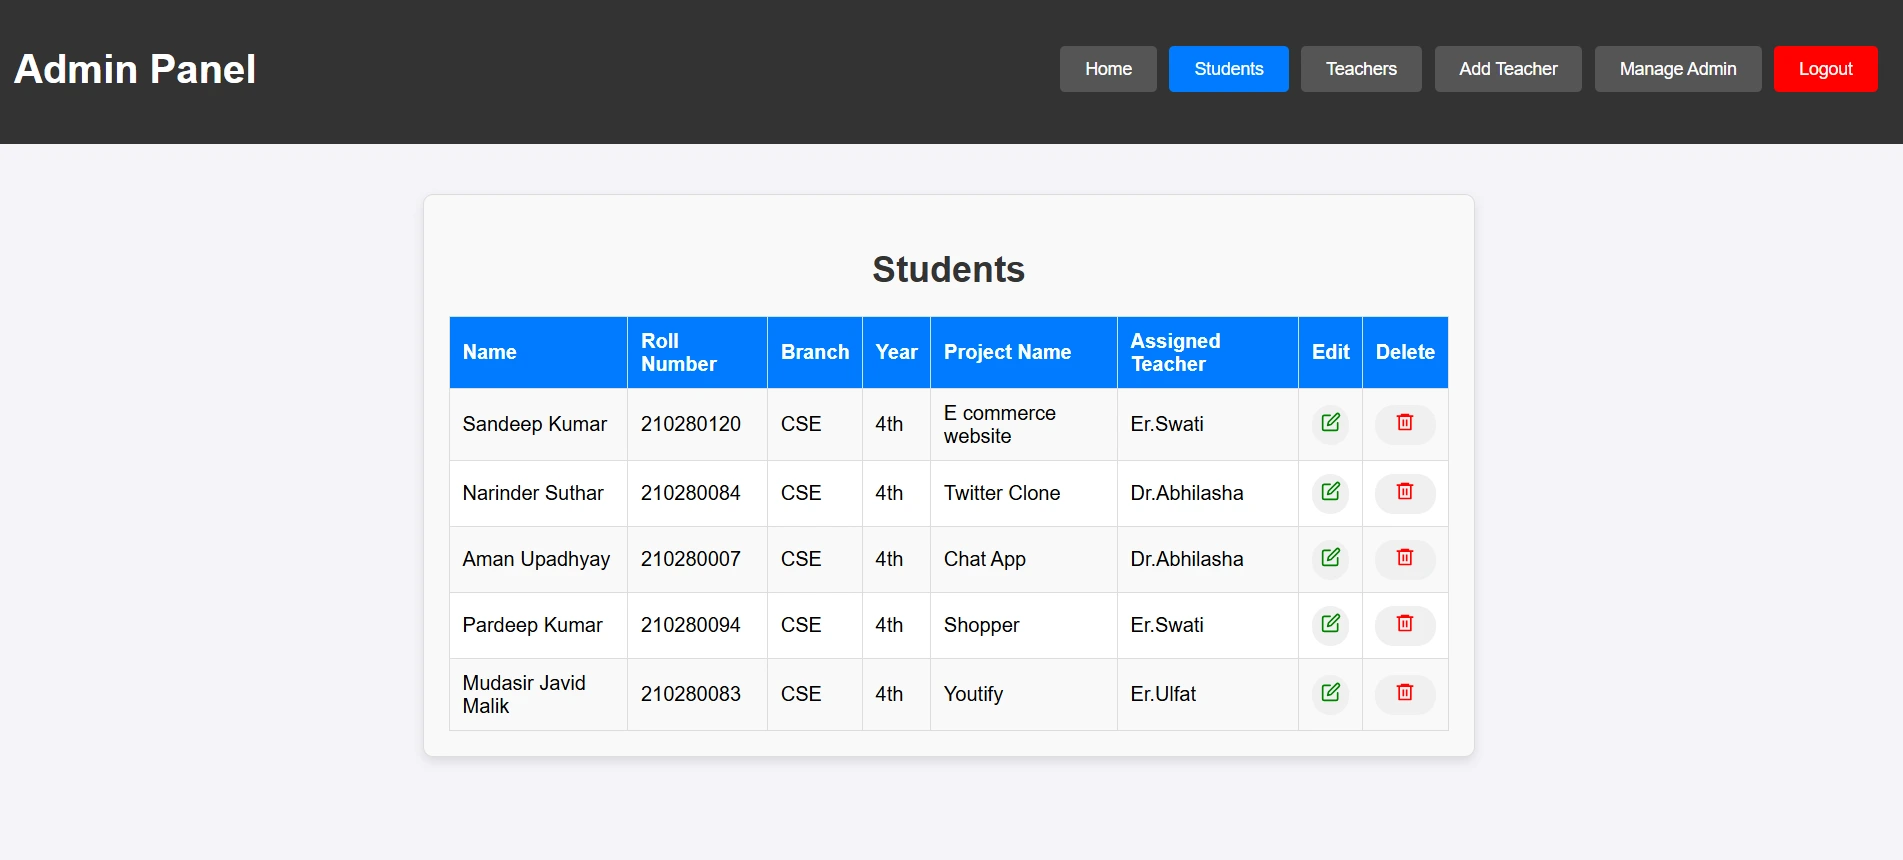 Admin Panel
Home Students Teachers Add Teacher Manage Admin Logout
Students
Name Roll Number Branch Year Project Name Assigned Teacher Edit Delete
Sandeep Kumar 210280120 CSE 4th E commerce website Er.Swati
Narinder Suthar 210280084 CSE 4th Twitter Clone Dr.Abhilasha
Aman Upadhyay 210280007 CSE 4th Chat App Dr.Abhilasha
Pardeep Kumar 210280094 CSE 4th Shopper Er.Swati
Mudasir Javid Malik 210280083 CSE 4th Youtify Er.Ulfat